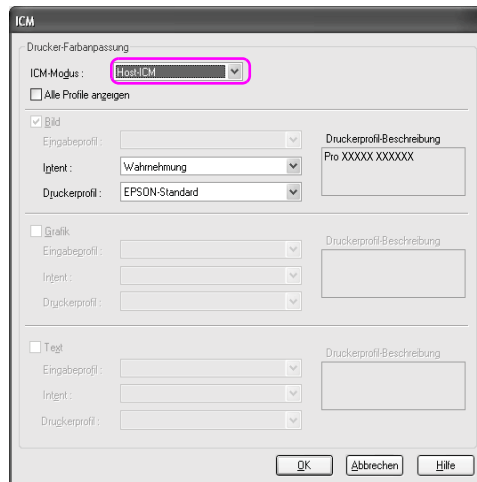 ICM
Drucker-Farbanpassung
ICM-Modus : Host-ICM
Alle Profile anzeigen
Bild
Eingabeprofil : Druckerprofil-Beschreibung
Intent : Wahrnehmung Pro XXXXX XXXXXX
Druckerprofil : EPSON-Standard
Grafik
Eingabeprofil : Druckerprofil-Beschreibung
Intent :
Druckerprofil :
Text
Eingabeprofil : Druckerprofil-Beschreibung
Intent :
Druckerprofil :
OK Abbrechen Hilfe